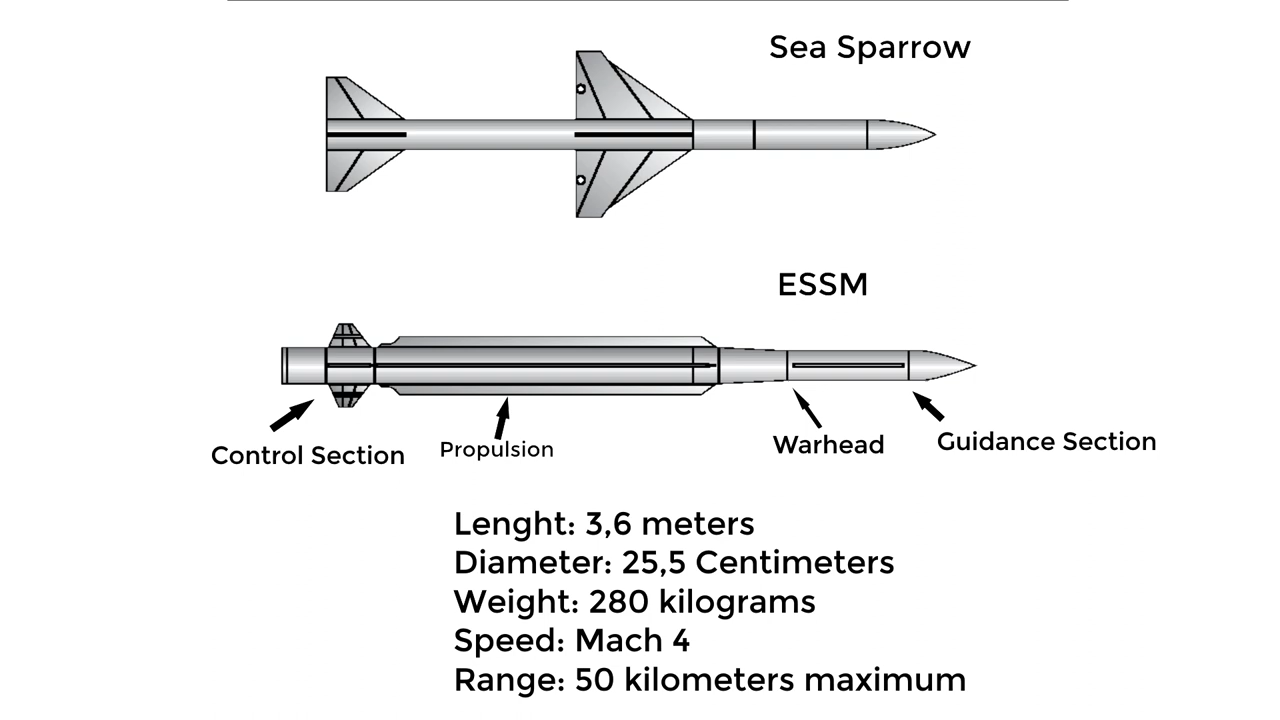 Sea Sparrow
ESSM
Control Section
Propulsion
Warhead
Guidance Section
Lenght: 3,6 meters
Diameter: 25,5 Centimeters
Weight: 280 kilograms
Speed: Mach 4
Range: 50 kilometers maximum